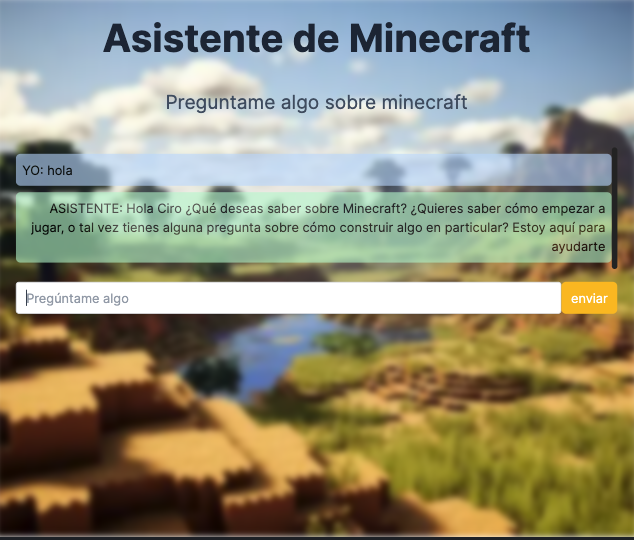 Asistente de Minecraft
Preguntame algo sobre minecraft
YO: hola
ASISTENTE: Hola Ciro ¿Qué deseas saber sobre Minecraft? ¿Quieres saber cómo empezar a
jugar, o tal vez tienes alguna pregunta sobre cómo construir algo en particular? Estoy aquí para
ayudarte
Pregúntame algo
enviar